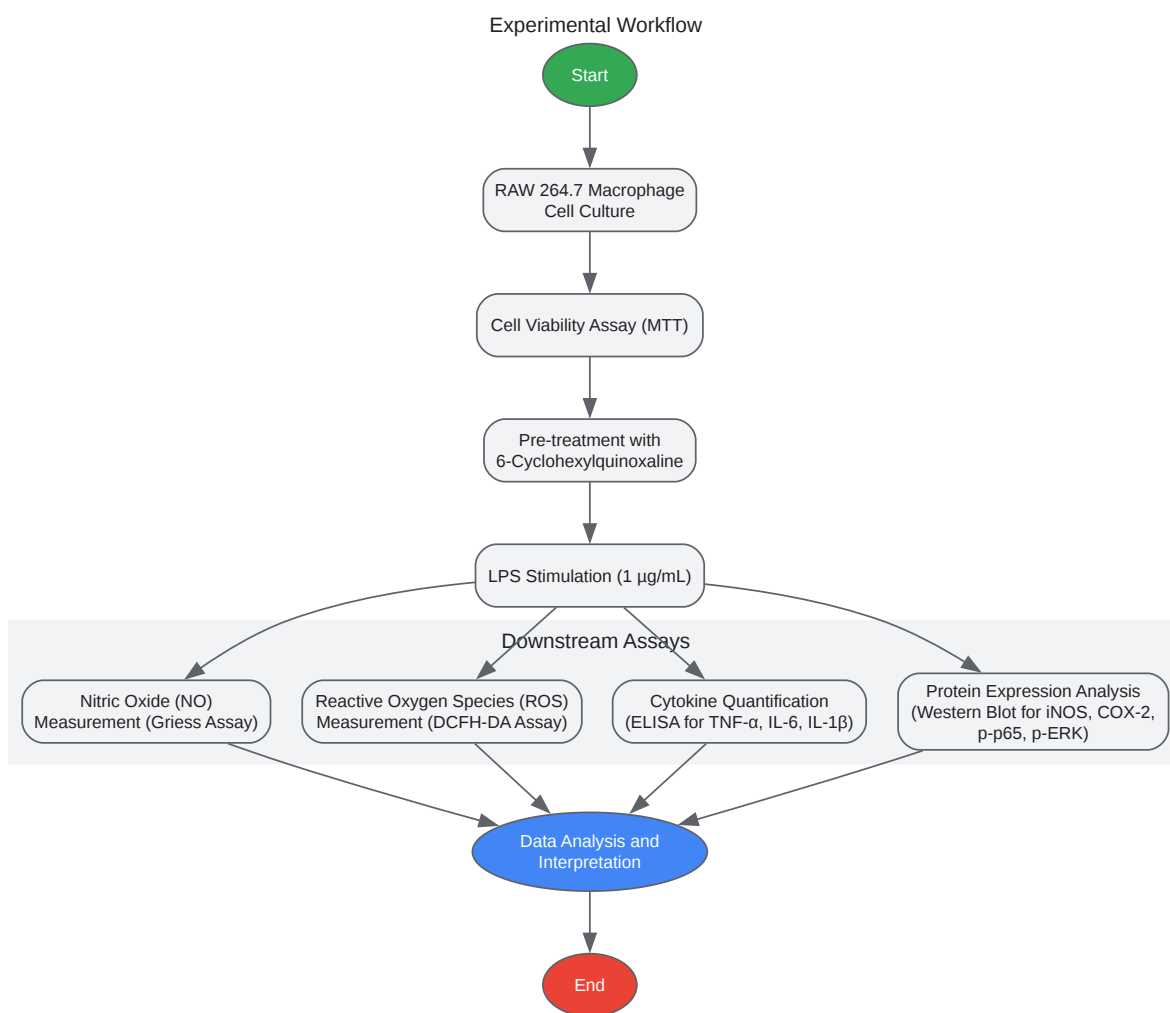 Experimental Workflow
Start
RAW 264.7 Macrophage
Cell Culture
Cell Viability Assay (MTT)
Pre-treatment with
6-Cyclohexylquinoxaline
LPS Stimulation (1 µg/mL)
Downstream Assays
Nitric Oxide (NO)
Measurement (Griess Assay)
Reactive Oxygen Species (ROS)
Measurement (DCFH-DA Assay)
Cytokine Quantification
(ELISA for TNF-α, IL-6, IL-1β)
Protein Expression Analysis
(Western Blot for iNOS, COX-2,
p-p65, p-ERK)
Data Analysis and
Interpretation
End